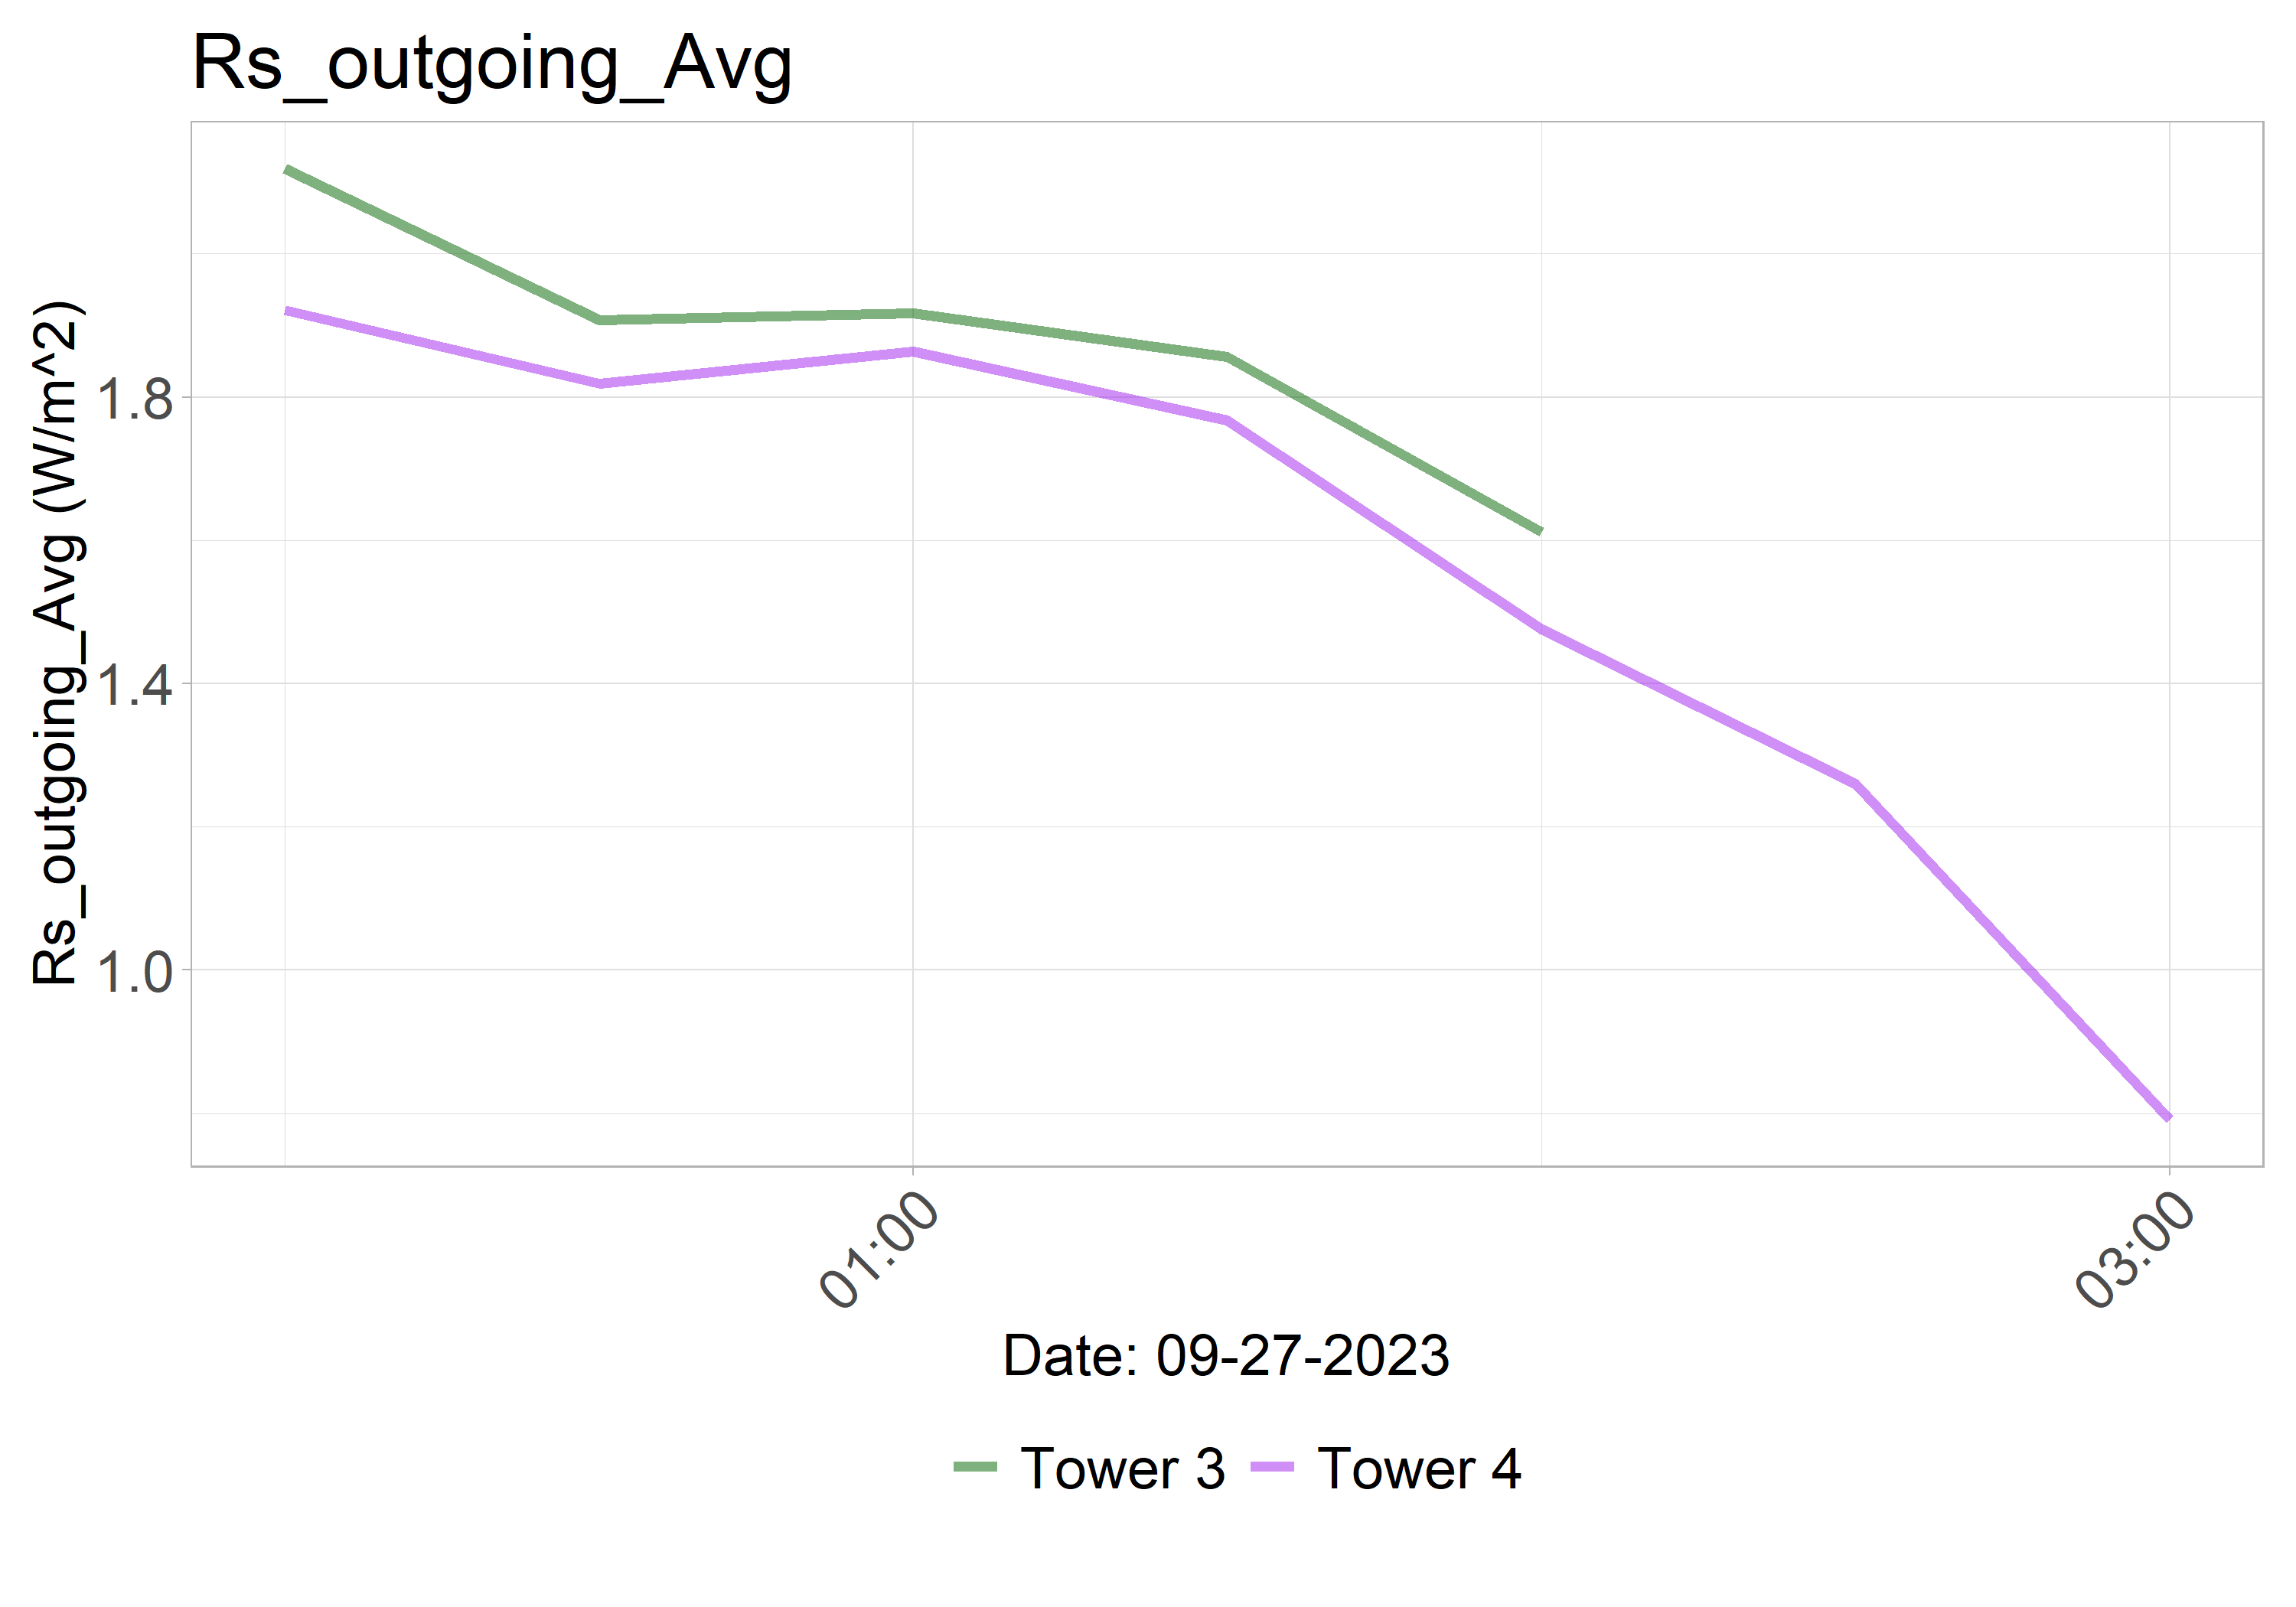 Rs_outgoing_Avg
Rs_outgoing_Avg (W/m^2)
1.8
1.4
1.0
01:00
03:00
Date: 09-27-2023
Tower 3
Tower 4